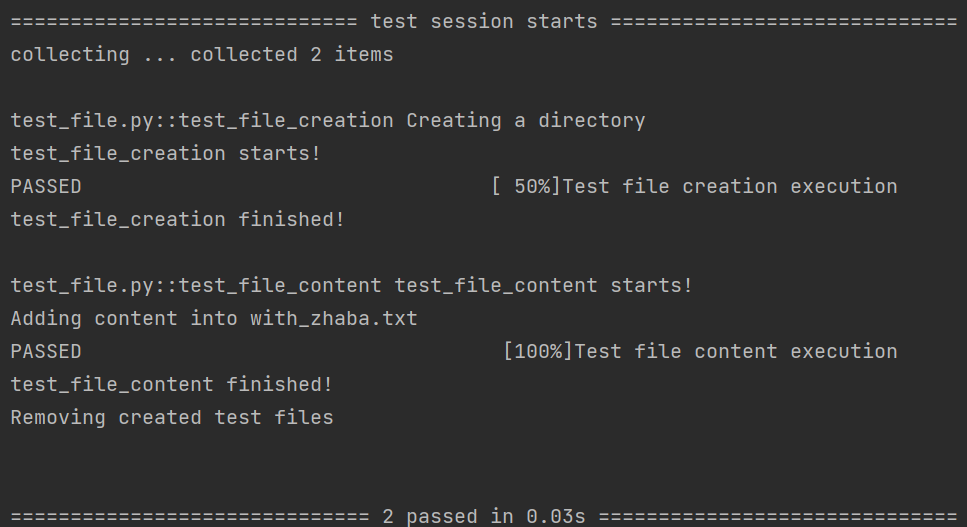 ============================= test session starts =============================
collecting ... collected 2 items
test_file.py::test_file_creation Creating a directory
test_file_creation starts!
PASSED                                  [ 50%]Test file creation execution
test_file_creation finished!
test_file.py::test_file_content test_file_content starts!
Adding content into with_zhaba.txt
PASSED                                   [100%]Test file content execution
test_file_content finished!
Removing created test files
============================== 2 passed in 0.03s ==============================